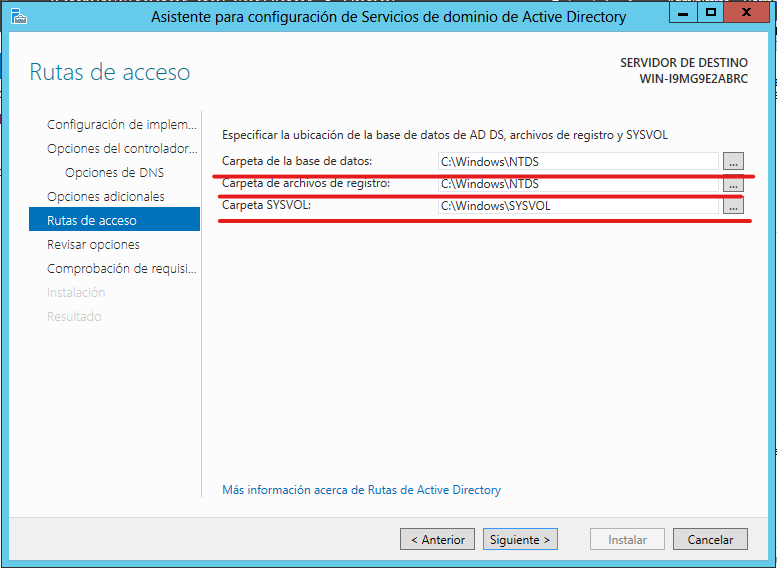 Asistente para configuración de Servicios de dominio de Active Directory
Rutas de acceso
SERVIDOR DE DESTINO
WIN-I9MG9E2ABRC
Configuración de implem...
Opciones del controlador...
Opciones de DNS
Opciones adicionales
Rutas de acceso
Revisar opciones
Comprobación de requisi...
Instalación
Resultado
Especificar la ubicación de la base de datos de AD DS, archivos de registro y SYSVOL
Carpeta de la base de datos: C:\Windows\NTDS ...
Carpeta de archivos de registro: C:\Windows\NTDS ...
Carpeta SYSVOL: C:\Windows\SYSVOL ...
Más información acerca de Rutas de Active Directory
< Anterior Siguiente > Instalar Cancelar